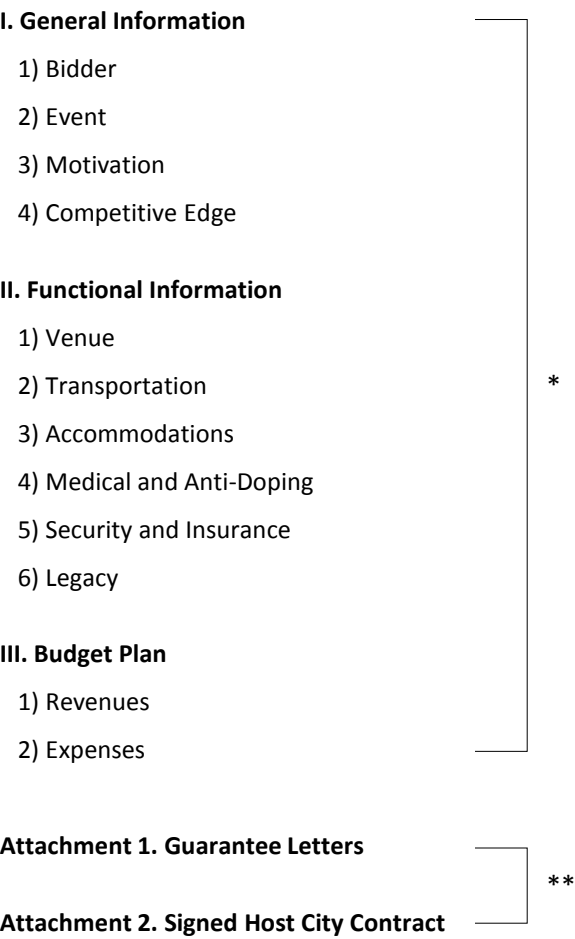 I. General Information
1) Bidder
2) Event
3) Motivation
4) Competitive Edge
II. Functional Information
1) Venue
2) Transportation
*
3) Accommodations
4) Medical and Anti-Doping
5) Security and Insurance
6) Legacy
III. Budget Plan
1) Revenues
2) Expenses
Attachment 1. Guarantee Letters
**
Attachment 2. Signed Host City Contract